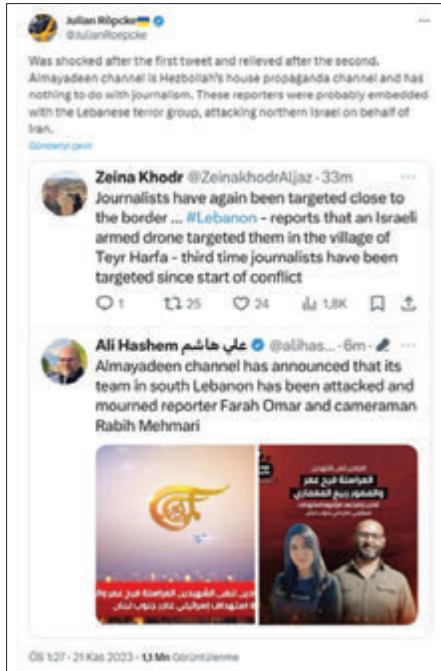 Julian Röpcke
@JulianRoepcke
Was shocked after the first tweet and relieved after the second.
Almayadeen channel is Hezbollah's house propaganda channel and has
nothing to do with journalism. These reporters were probably embedded
with the Lebanese terror group, attacking northern Israel on behalf of
Iran.
Gönderiyi çevir
Zeina Khodr @ZeinakhodrAljaz · 33m
Journalists have again been targeted close to
the border ... #Lebanon - reports that an Israeli
armed drone targeted them in the village of
Teyr Harfa - third time journalists have been
targeted since start of conflict
1 25 24 1,8K
Ali Hashem علي هاشم @alihas... · 6m ·
Almayadeen channel has announced that its
team in south Lebanon has been attacked and
mourned reporter Farah Omar and cameraman
Rabih Mehmari
المراسلة فرح عمر
والمصور ربيع المعماري
ÖS 1:27 · 21 Kas 2023 · 1,1 Mn Görüntülenme